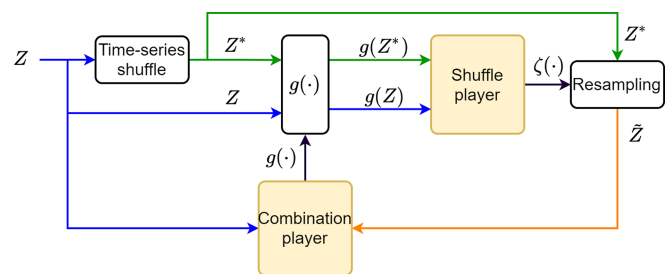 Z
Time-series
shuffle
Z*
g(·)
g(Z*)
Shuffle
player
ζ(·)
Z*
Resampling
Z
g(Z)
Z̃
g(·)
Combination
player